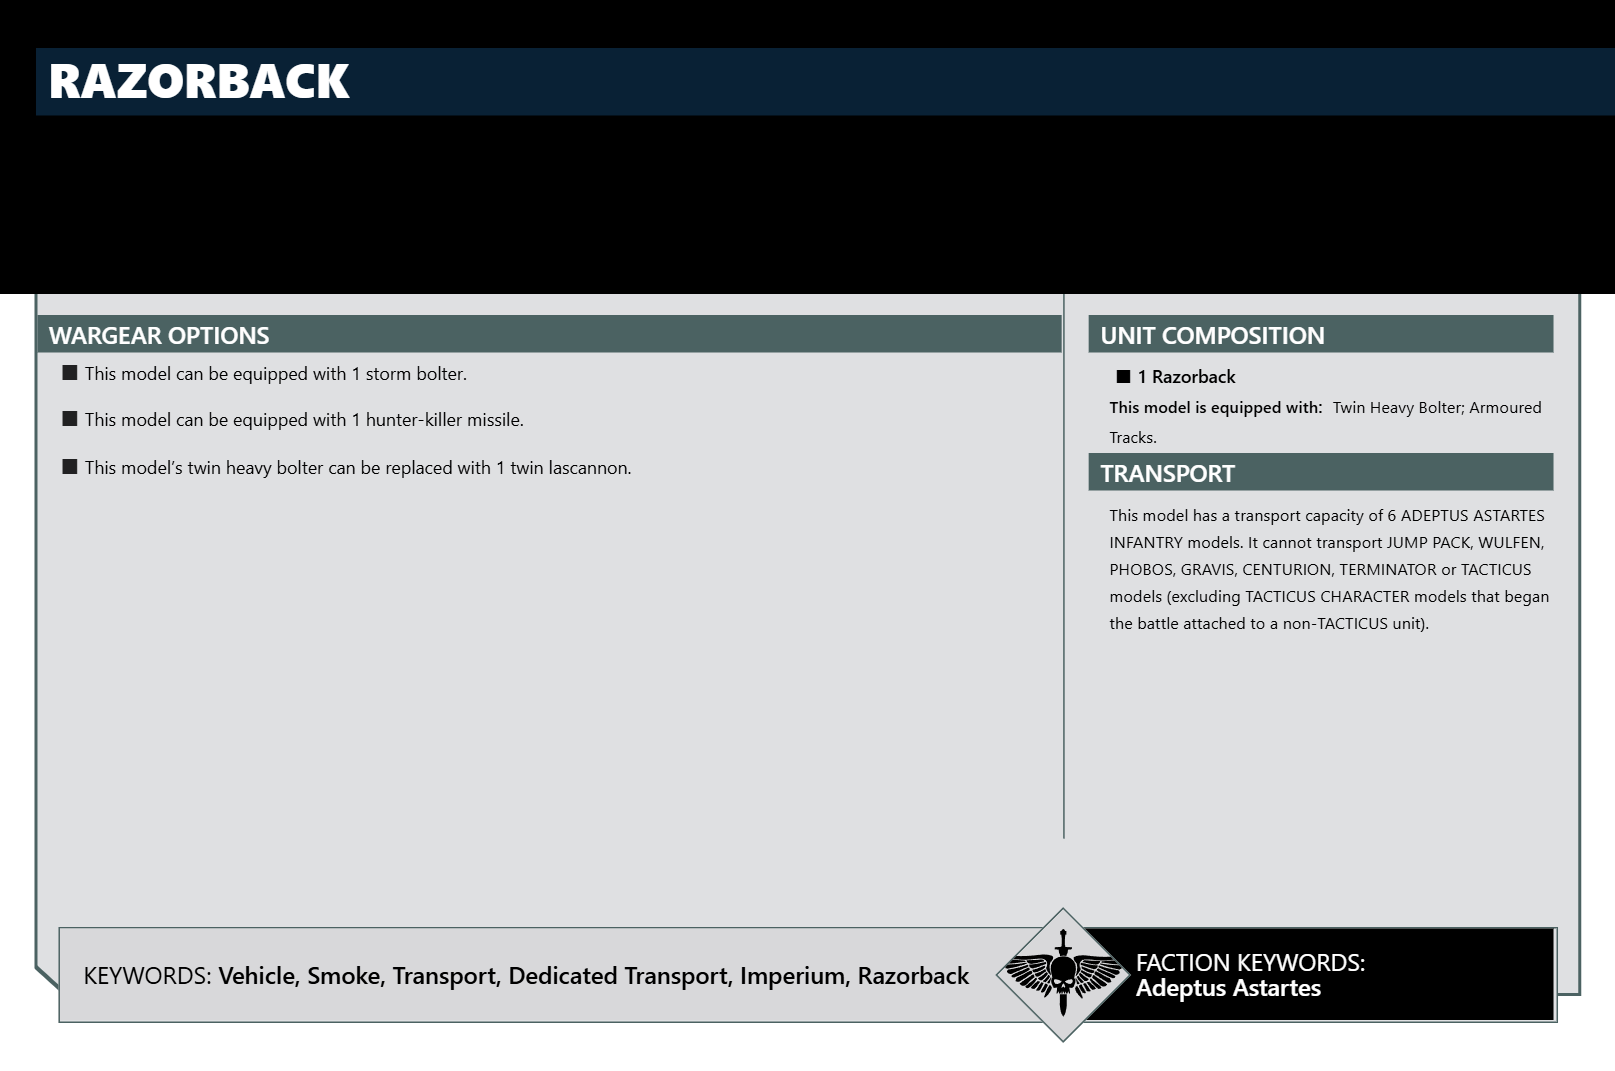 RAZORBACK
WARGEAR OPTIONS
■ This model can be equipped with 1 storm bolter.
■ This model can be equipped with 1 hunter-killer missile.
■ This model’s twin heavy bolter can be replaced with 1 twin lascannon.
UNIT COMPOSITION
■ 1 Razorback
This model is equipped with: Twin Heavy Bolter; Armoured
Tracks.
TRANSPORT
This model has a transport capacity of 6 ADEPTUS ASTARTES
INFANTRY models. It cannot transport JUMP PACK, WULFEN,
PHOBOS, GRAVIS, CENTURION, TERMINATOR or TACTICUS
models (excluding TACTICUS CHARACTER models that began
the battle attached to a non-TACTICUS unit).
KEYWORDS: Vehicle, Smoke, Transport, Dedicated Transport, Imperium, Razorback
FACTION KEYWORDS:
Adeptus Astartes